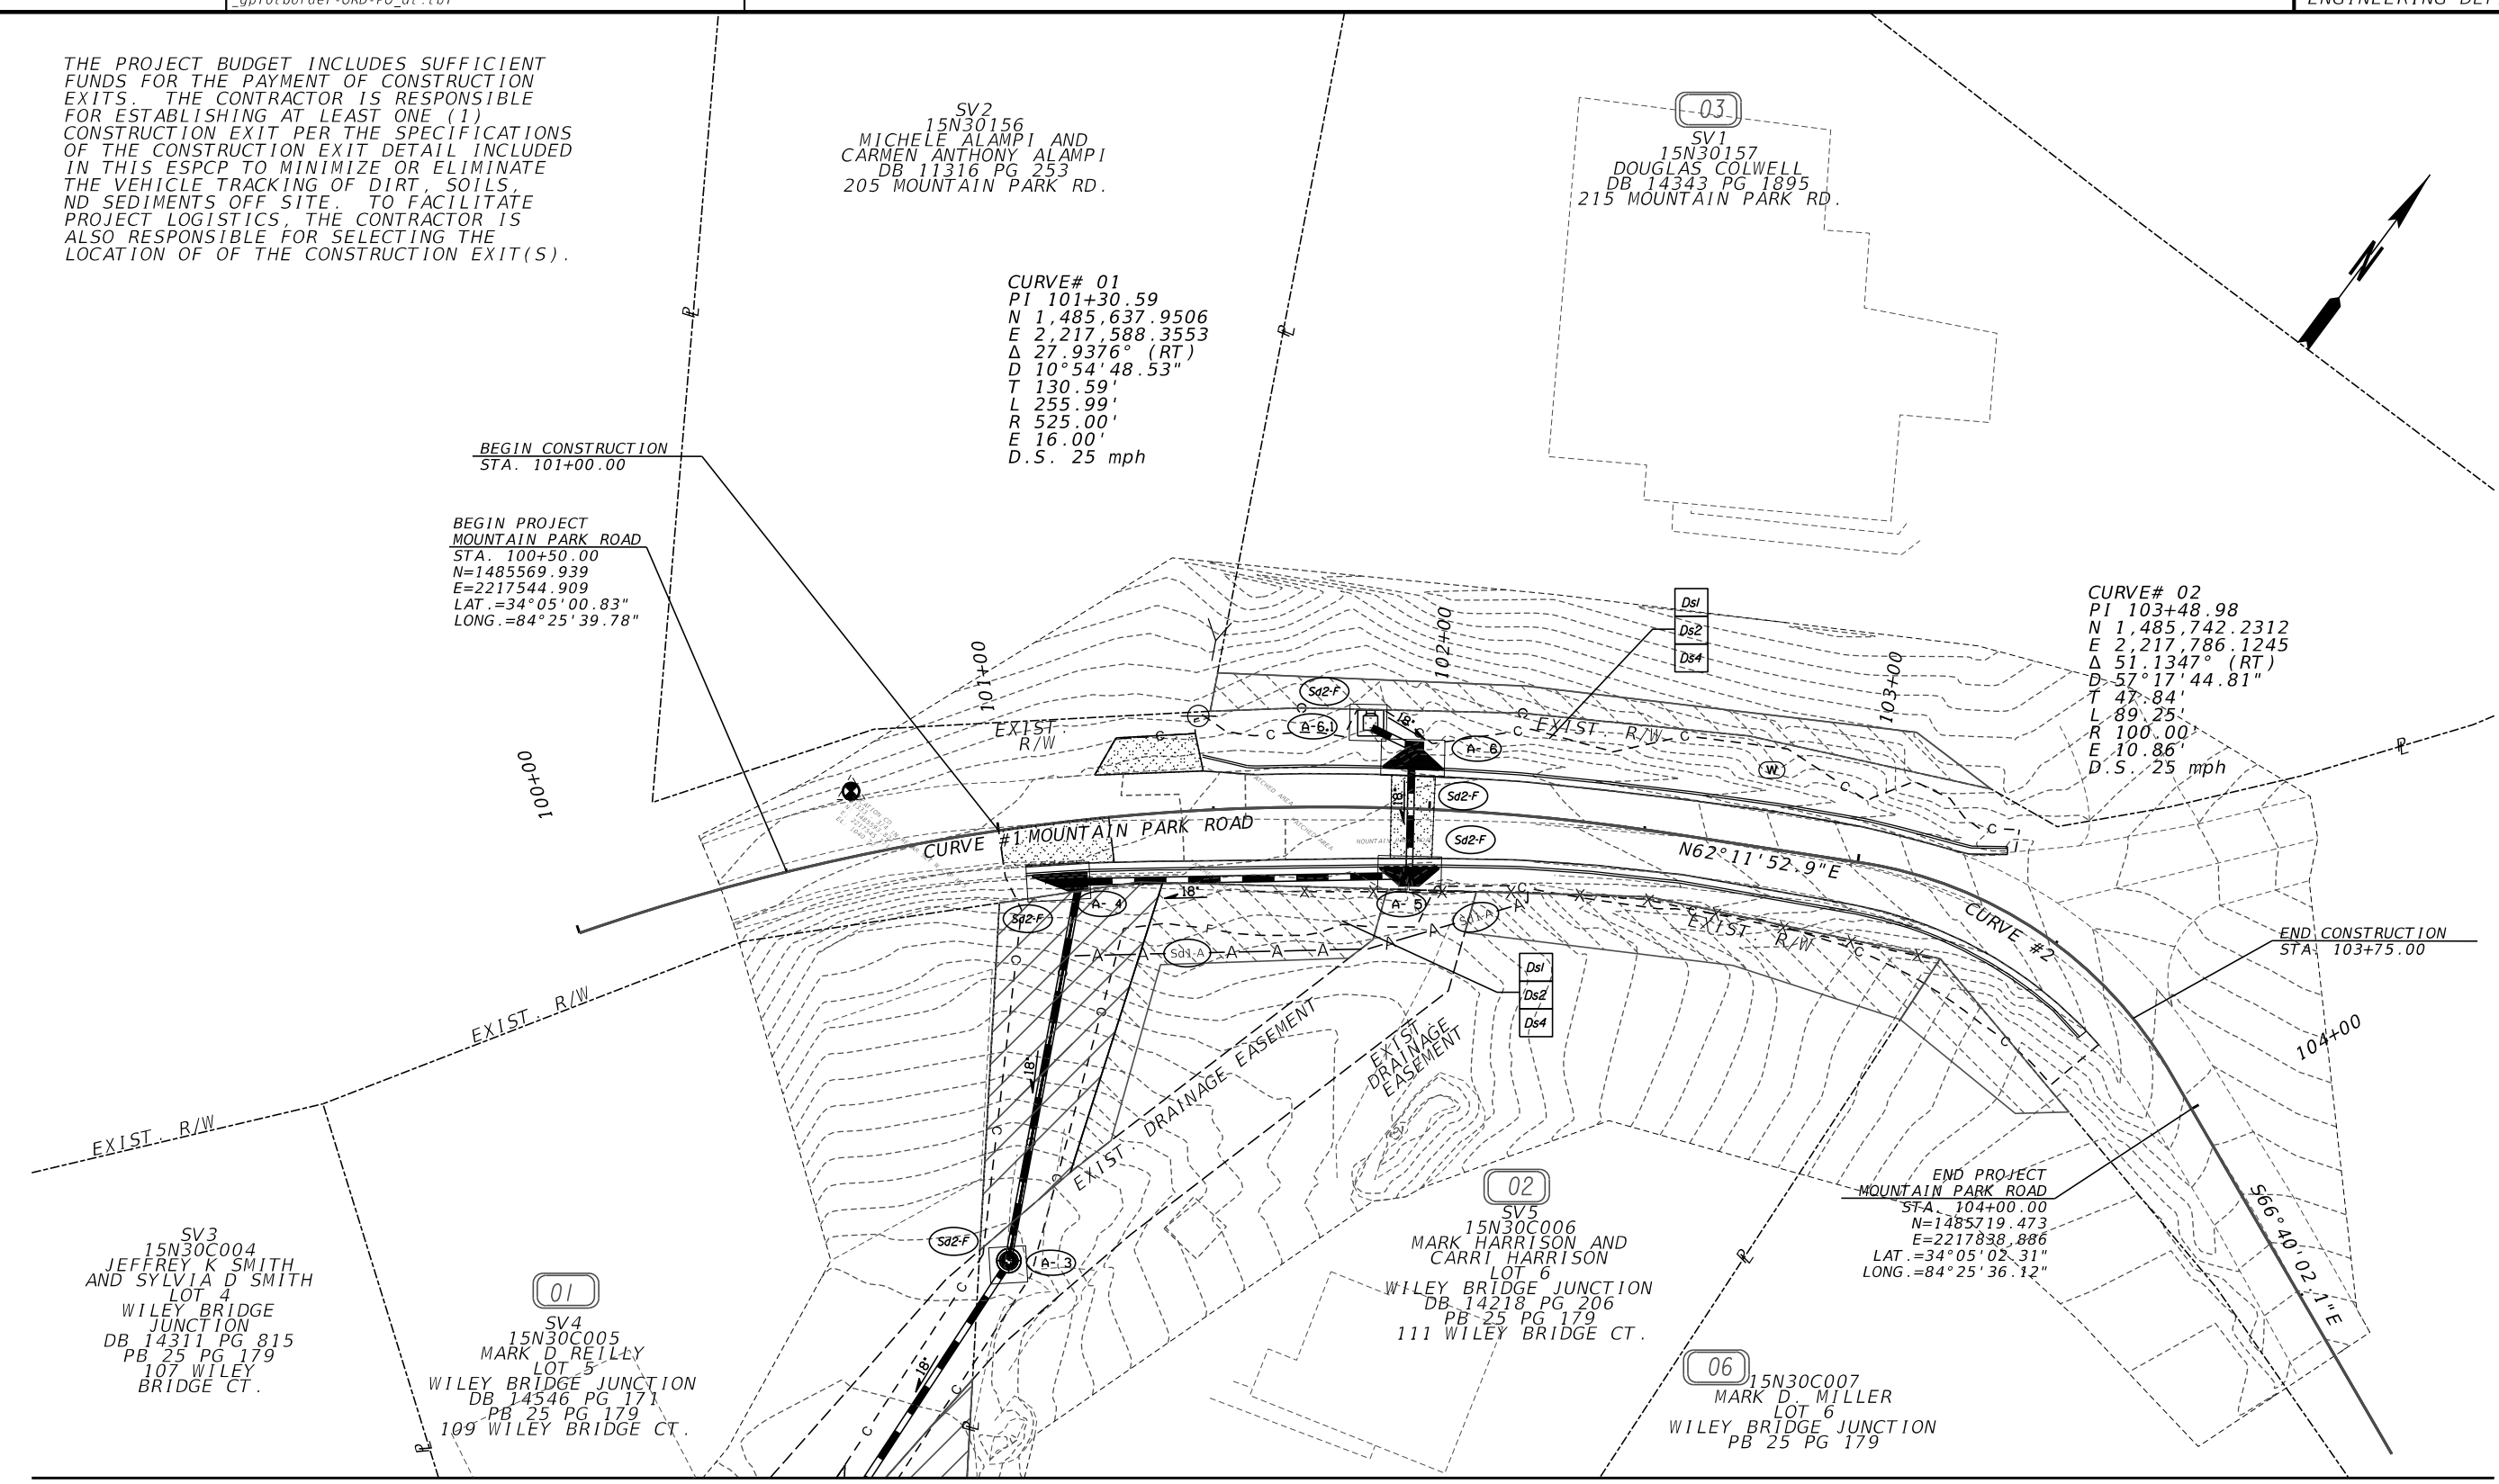 THE PROJECT BUDGET INCLUDES SUFFICIENT
FUNDS FOR THE PAYMENT OF CONSTRUCTION
EXITS. THE CONTRACTOR IS RESPONSIBLE
FOR ESTABLISHING AT LEAST ONE (1)
CONSTRUCTION EXIT PER THE SPECIFICATIONS
OF THE CONSTRUCTION EXIT DETAIL INCLUDED
IN THIS ESPCP TO MINIMIZE OR ELIMINATE
THE VEHICLE TRACKING OF DIRT, SOILS,
ND SEDIMENTS OFF SITE. TO FACILITATE
PROJECT LOGISTICS, THE CONTRACTOR IS
ALSO RESPONSIBLE FOR SELECTING THE
LOCATION OF OF THE CONSTRUCTION EXIT(S).
SV2
15N30156
MICHELE ALAMPI AND
CARMEN ANTHONY ALAMPI
DB 11316 PG 253
205 MOUNTAIN PARK RD.
03
SV1
15N30157
DOUGLAS COLWELL
DB 14343 PG 1895
215 MOUNTAIN PARK RD.
N
CURVE# 01
PI 101+30.59
N 1,485,637.9506
E 2,217,588.3553
Δ 27.9376° (RT)
D 10°54'48.53"
T 130.59'
L 255.99'
R 525.00'
E 16.00'
D.S. 25 mph
BEGIN CONSTRUCTION
STA. 101+00.00
BEGIN PROJECT
MOUNTAIN PARK ROAD
STA. 100+50.00
N=1485569.939
E=2217544.909
LAT.=34°05'00.83"
LONG.=84°25'39.78"
CURVE# 02
PI 103+48.98
N 1,485,742.2312
E 2,217,786.1245
Δ 51.1347° (RT)
D 57°17'44.81"
T 47.84'
L 89.25'
R 100.00'
E 10.86'
D.S. 25 mph
Ds1
Ds2
Ds4
100+00
101+00
102+00
103+00
104+00
EXIST.
R/W
Sd2-F
A-6.1
18"
A-6
EXIST. R/W
W
Sd2-F
18"
Sd2-F
CURVE #1
MOUNTAIN PARK ROAD
N62°11'52.9"E
CURVE #2
Sd2-F
A-4
18"
A-5
Sd1-A
Sd1-A
EXIST. R/W
END CONSTRUCTION
STA. 103+75.00
Ds1
Ds2
Ds4
EXIST. R/W
EXIST. R/W
18"
EXIST. DRAINAGE EASEMENT
EXIST.
DRAINAGE
EASEMENT
Sd2-F
A-3
18"
END PROJECT
MOUNTAIN PARK ROAD
STA. 104+00.00
N=1485719.473
E=2217838.886
LAT.=34°05'02.31"
LONG.=84°25'36.12"
S66°40'02.1"E
SV3
15N30C004
JEFFREY K SMITH
AND SYLVIA D SMITH
LOT 4
WILEY BRIDGE
JUNCTION
DB 14311 PG 815
PB 25 PG 179
107 WILEY
BRIDGE CT.
01
SV4
15N30C005
MARK D REILLY
LOT 5
WILEY BRIDGE JUNCTION
DB 14546 PG 171
PB 25 PG 179
109 WILEY BRIDGE CT.
02
SV5
15N30C006
MARK HARRISON AND
CARRI HARRISON
LOT 6
WILEY BRIDGE JUNCTION
DB 14218 PG 206
PB 25 PG 179
111 WILEY BRIDGE CT.
06
15N30C007
MARK D. MILLER
LOT 6
WILEY BRIDGE JUNCTION
PB 25 PG 179